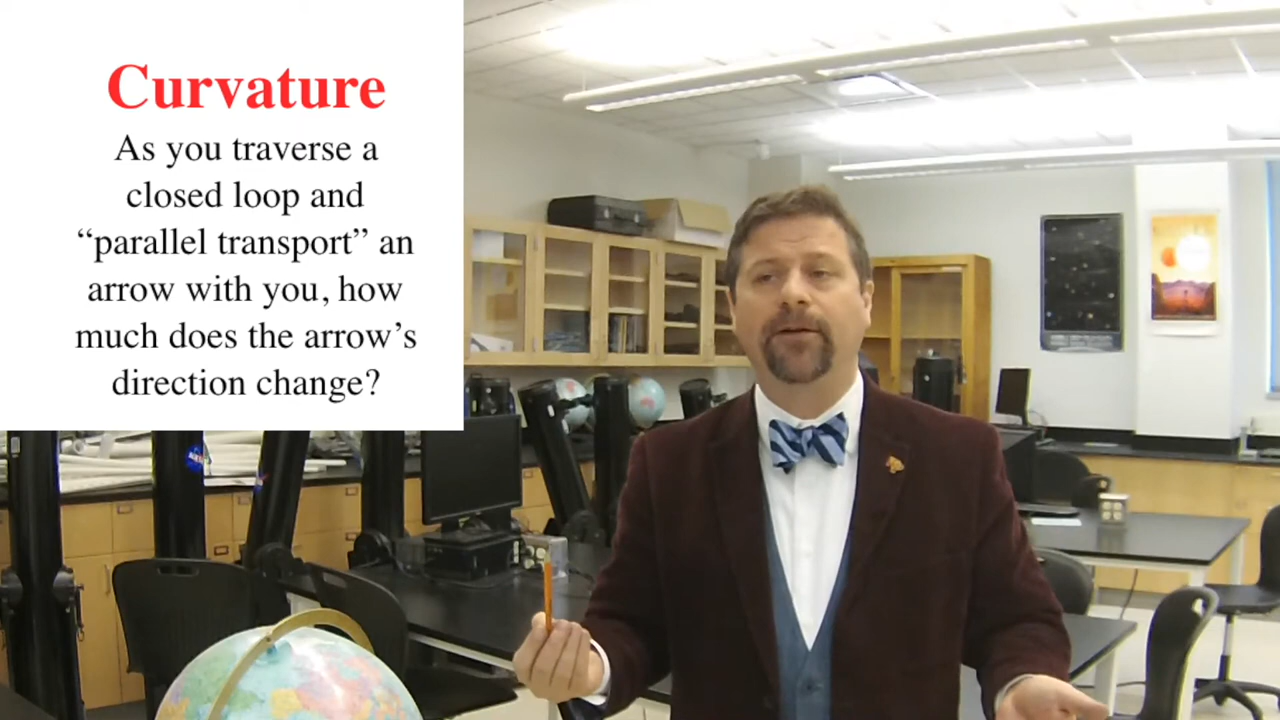 Curvature
As you traverse a
closed loop and
“parallel transport” an
arrow with you, how
much does the arrow’s
direction change?